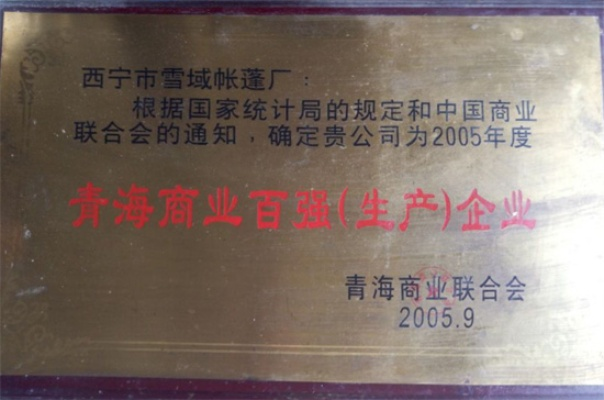 西宁市雪域帐蓬厂：
根据国家统计局的规定和中国商业
联合会的通知，确定贵公司为2005年度
青海商业百强(生产)企业
青海商业联合会
2005.9